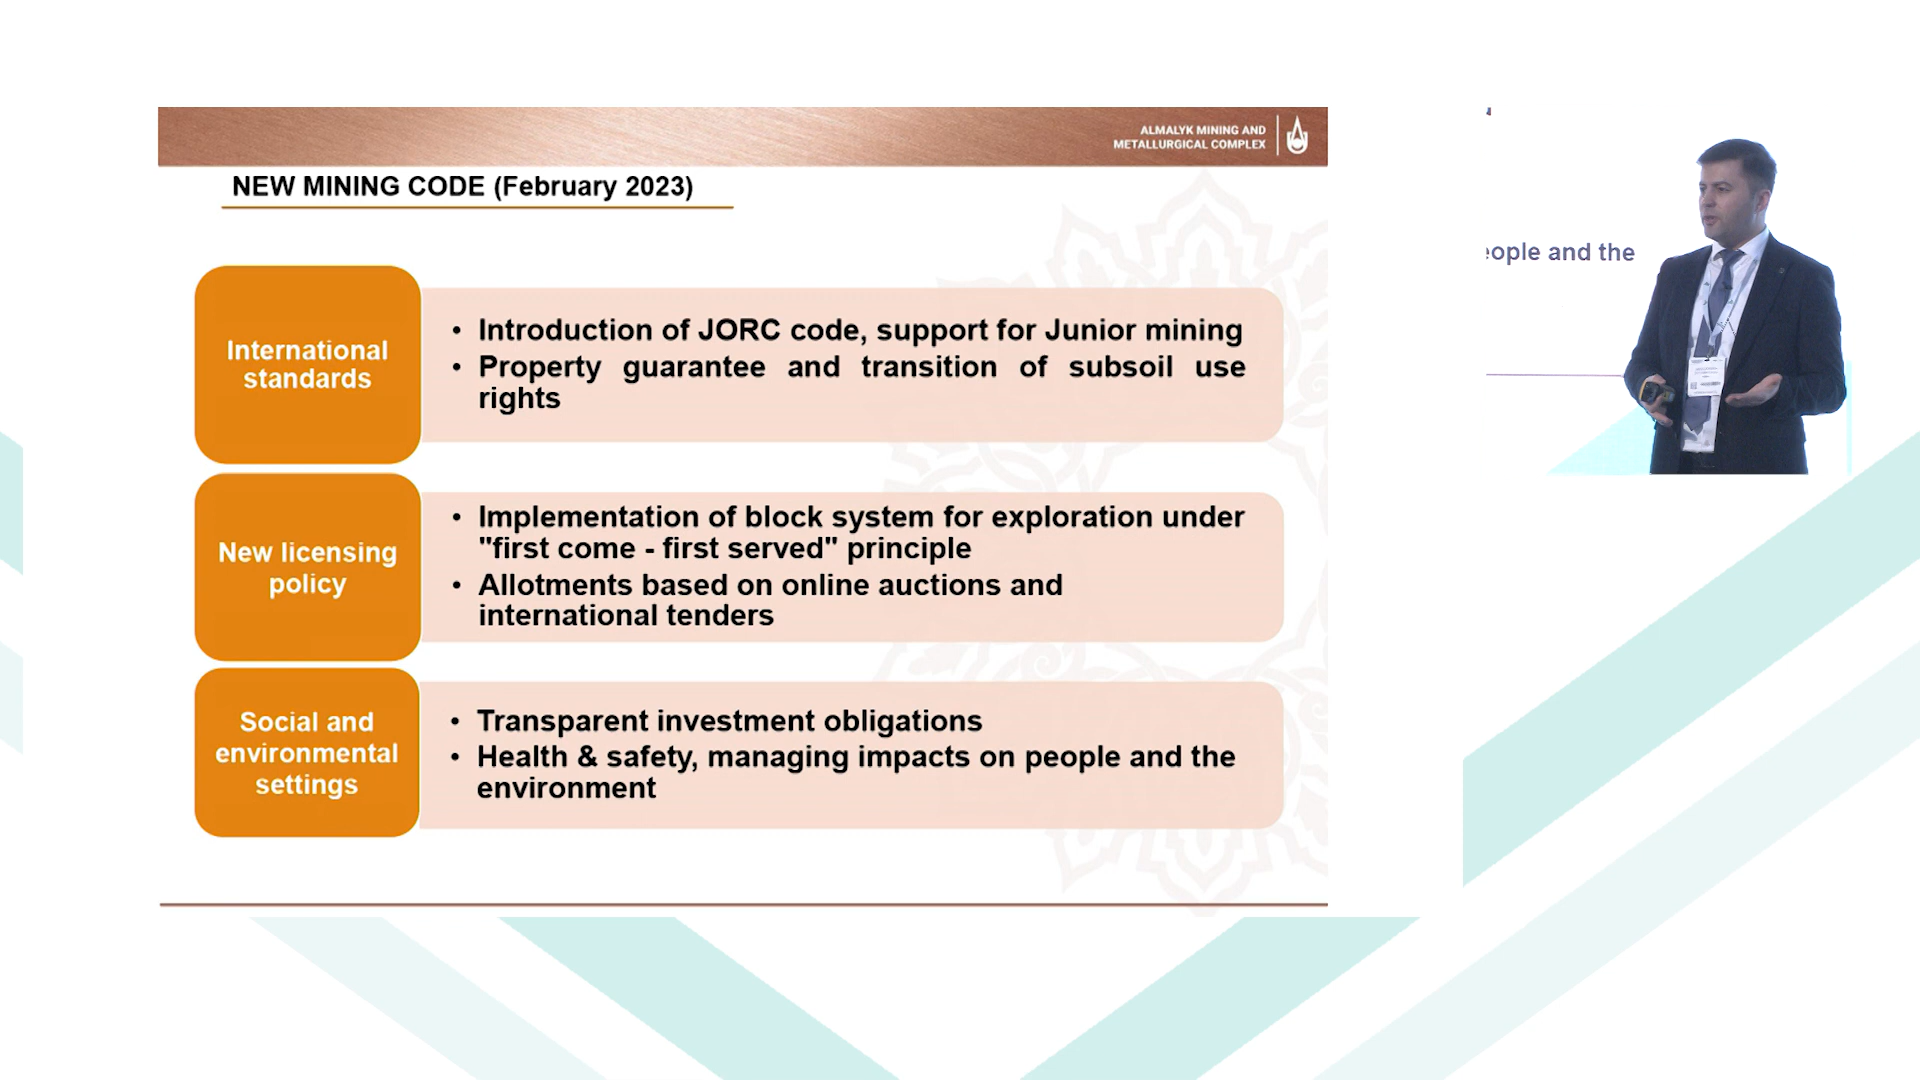 ALMALYK MINING AND
METALLURGICAL COMPLEX
NEW MINING CODE (February 2023)
International
standards
• Introduction of JORC code, support for Junior mining
• Property guarantee and transition of subsoil use
rights
New licensing
policy
• Implementation of block system for exploration under
"first come - first served" principle
• Allotments based on online auctions and
international tenders
Social and
environmental
settings
• Transparent investment obligations
• Health & safety, managing impacts on people and the
environment
and the